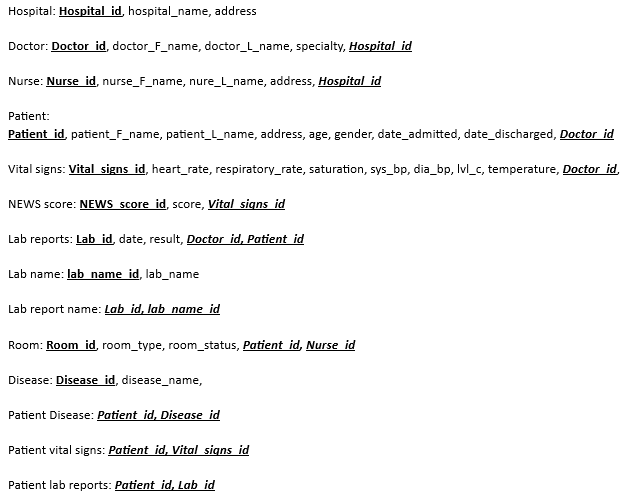 Hospital: Hospital_id, hospital_name, address
Doctor: Doctor_id, doctor_F_name, doctor_L_name, specialty, Hospital_id
Nurse: Nurse_id, nurse_F_name, nure_L_name, address, Hospital_id
Patient:
Patient_id, patient_F_name, patient_L_name, address, age, gender, date_admitted, date_discharged, Doctor_id
Vital signs: Vital_signs_id, heart_rate, respiratory_rate, saturation, sys_bp, dia_bp, lvl_c, temperature, Doctor_id,
NEWS score: NEWS_score_id, score, Vital_signs_id
Lab reports: Lab_id, date, result, Doctor_id, Patient_id
Lab name: lab_name_id, lab_name
Lab report name: Lab_id, lab_name_id
Room: Room_id, room_type, room_status, Patient_id, Nurse_id
Disease: Disease_id, disease_name,
Patient Disease: Patient_id, Disease_id
Patient vital signs: Patient_id, Vital_signs_id
Patient lab reports: Patient_id, Lab_id